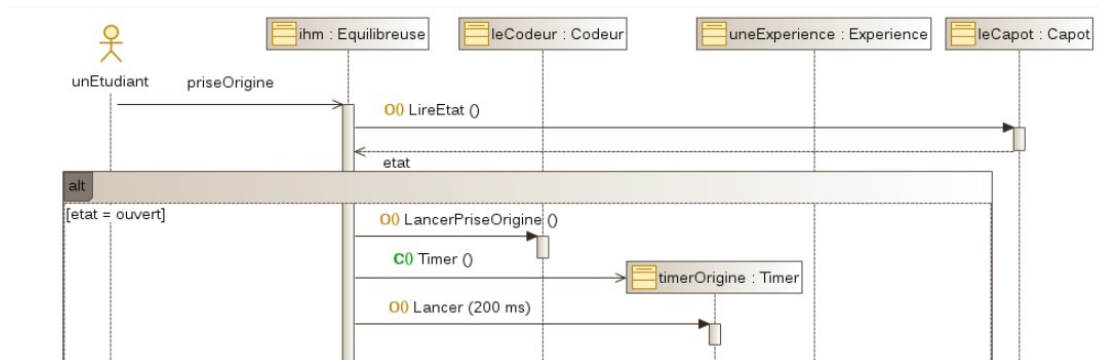 ihm : Equilibreuse
leCodeur : Codeur
uneExperience : Experience
leCapot : Capot
unEtudiant
priseOrigine
O() LireEtat ()
etat
alt
[etat = ouvert]
O() LancerPriseOrigine ()
C() Timer ()
timerOrigine : Timer
O() Lancer (200 ms)